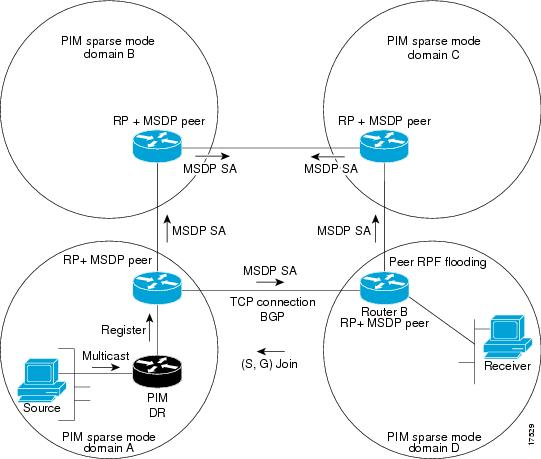 PIM sparse mode
domain B
PIM sparse mode
domain C
RP + MSDP peer
RP + MSDP peer
MSDP SA
MSDP SA
MSDP SA
MSDP SA
RP+ MSDP peer
MSDP SA
Peer RPF flooding
TCP connection
BGP
Router B
RP+ MSDP peer
Register
Multicast
(S, G) Join
Receiver
Source
PIM
DR
PIM sparse mode
domain A
PIM sparse mode
domain D
17529